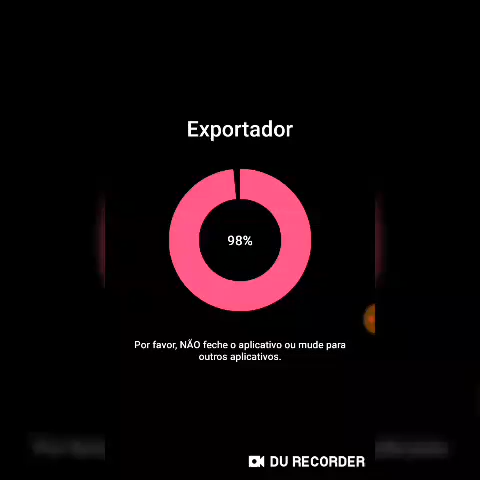 Exportador
98%
Por favor, NÃO feche o aplicativo ou mude para
outros aplicativos.
DU RECORDER